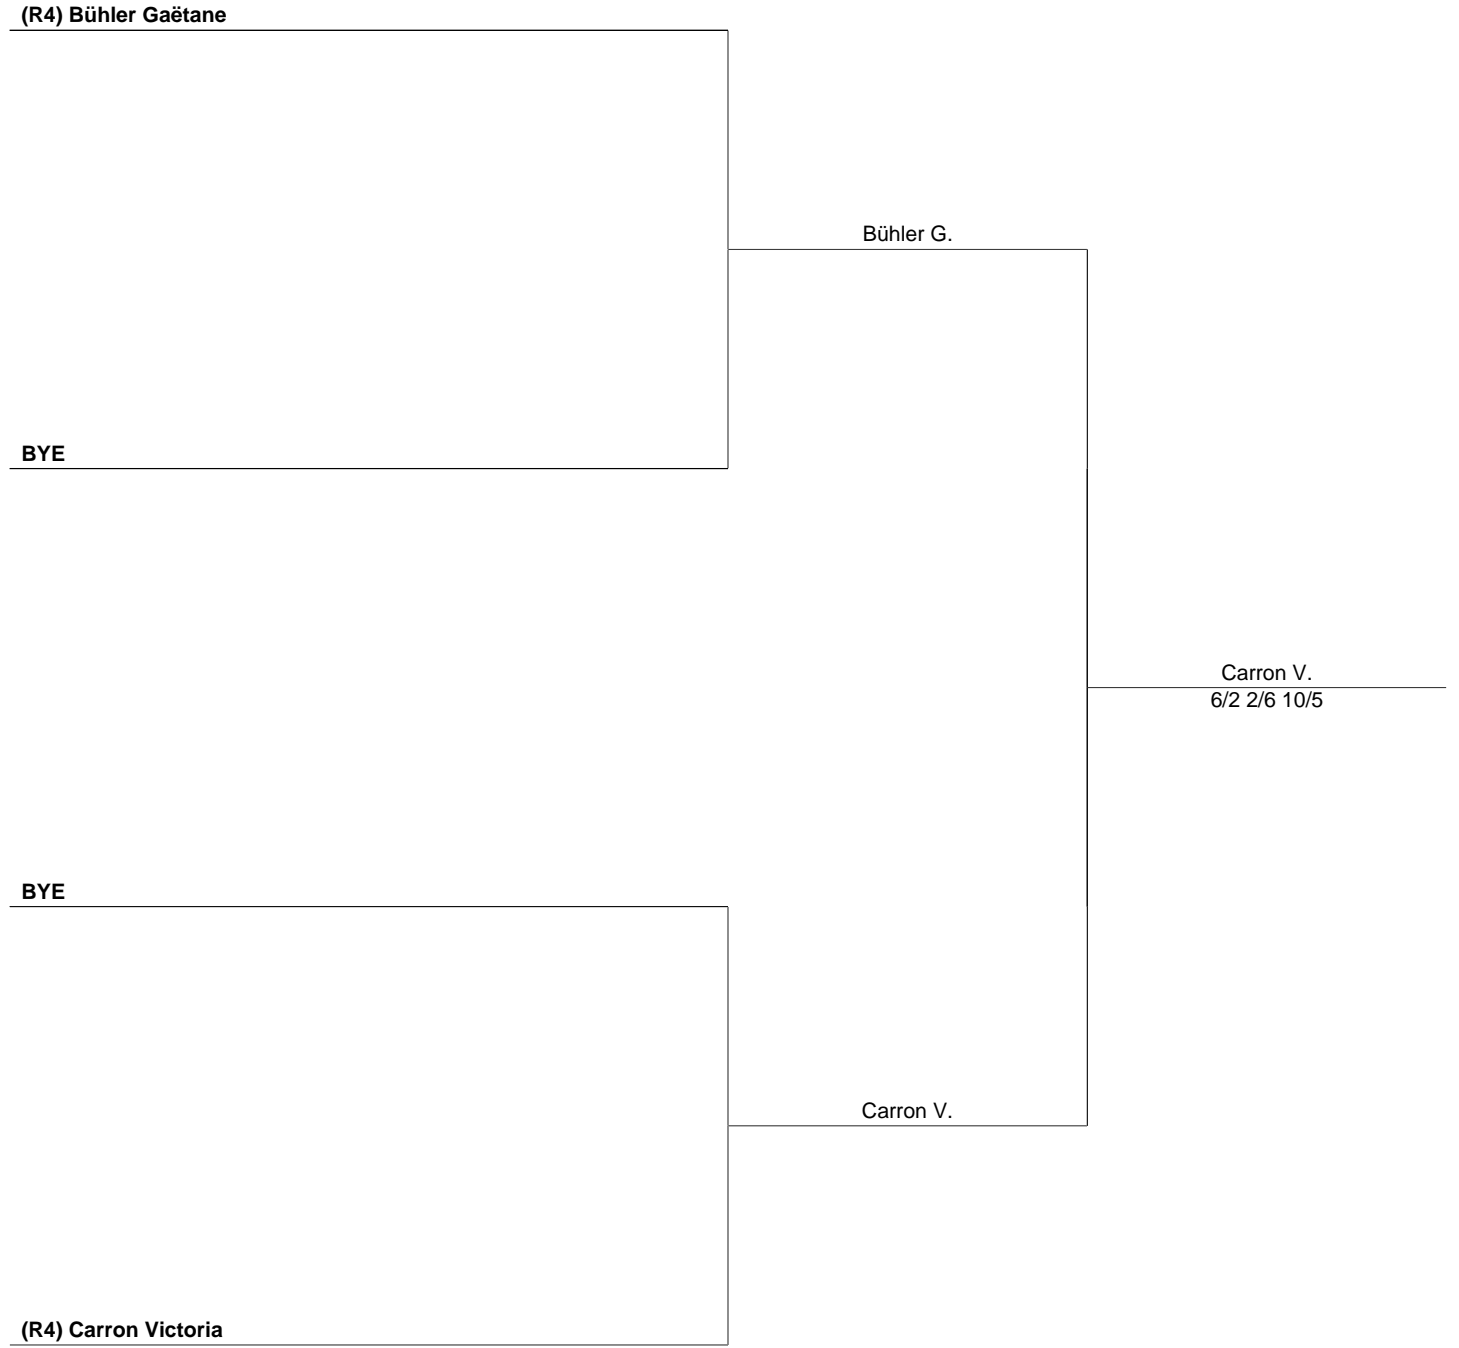 (R4) Bühler Gaëtane
Bühler G.
BYE
Carron V.
6/2 2/6 10/5
BYE
Carron V.
(R4) Carron Victoria